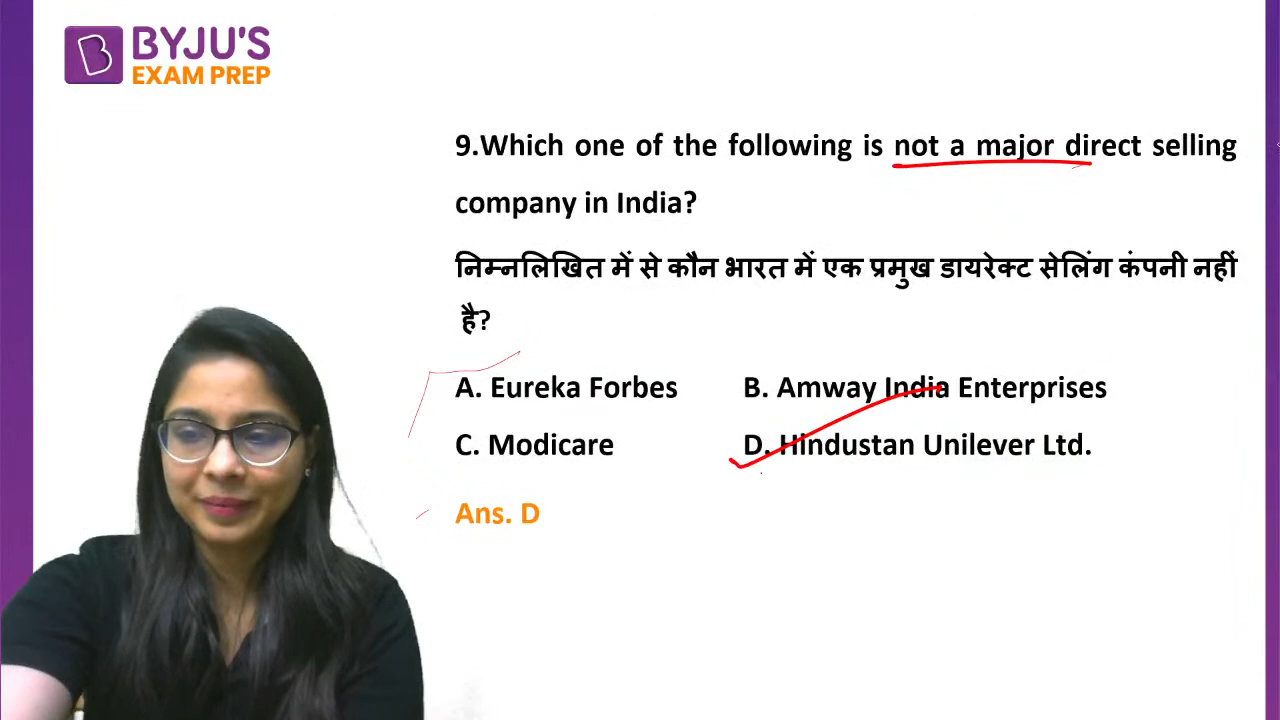 BYJU'S
EXAM PREP
9.Which one of the following is not a major direct selling
company in India?
निम्नलिखित में से कौन भारत में एक प्रमुख डायरेक्ट सेलिंग कंपनी नहीं
है?
A. Eureka Forbes B. Amway India Enterprises
C. Modicare D. Hindustan Unilever Ltd.
Ans. D